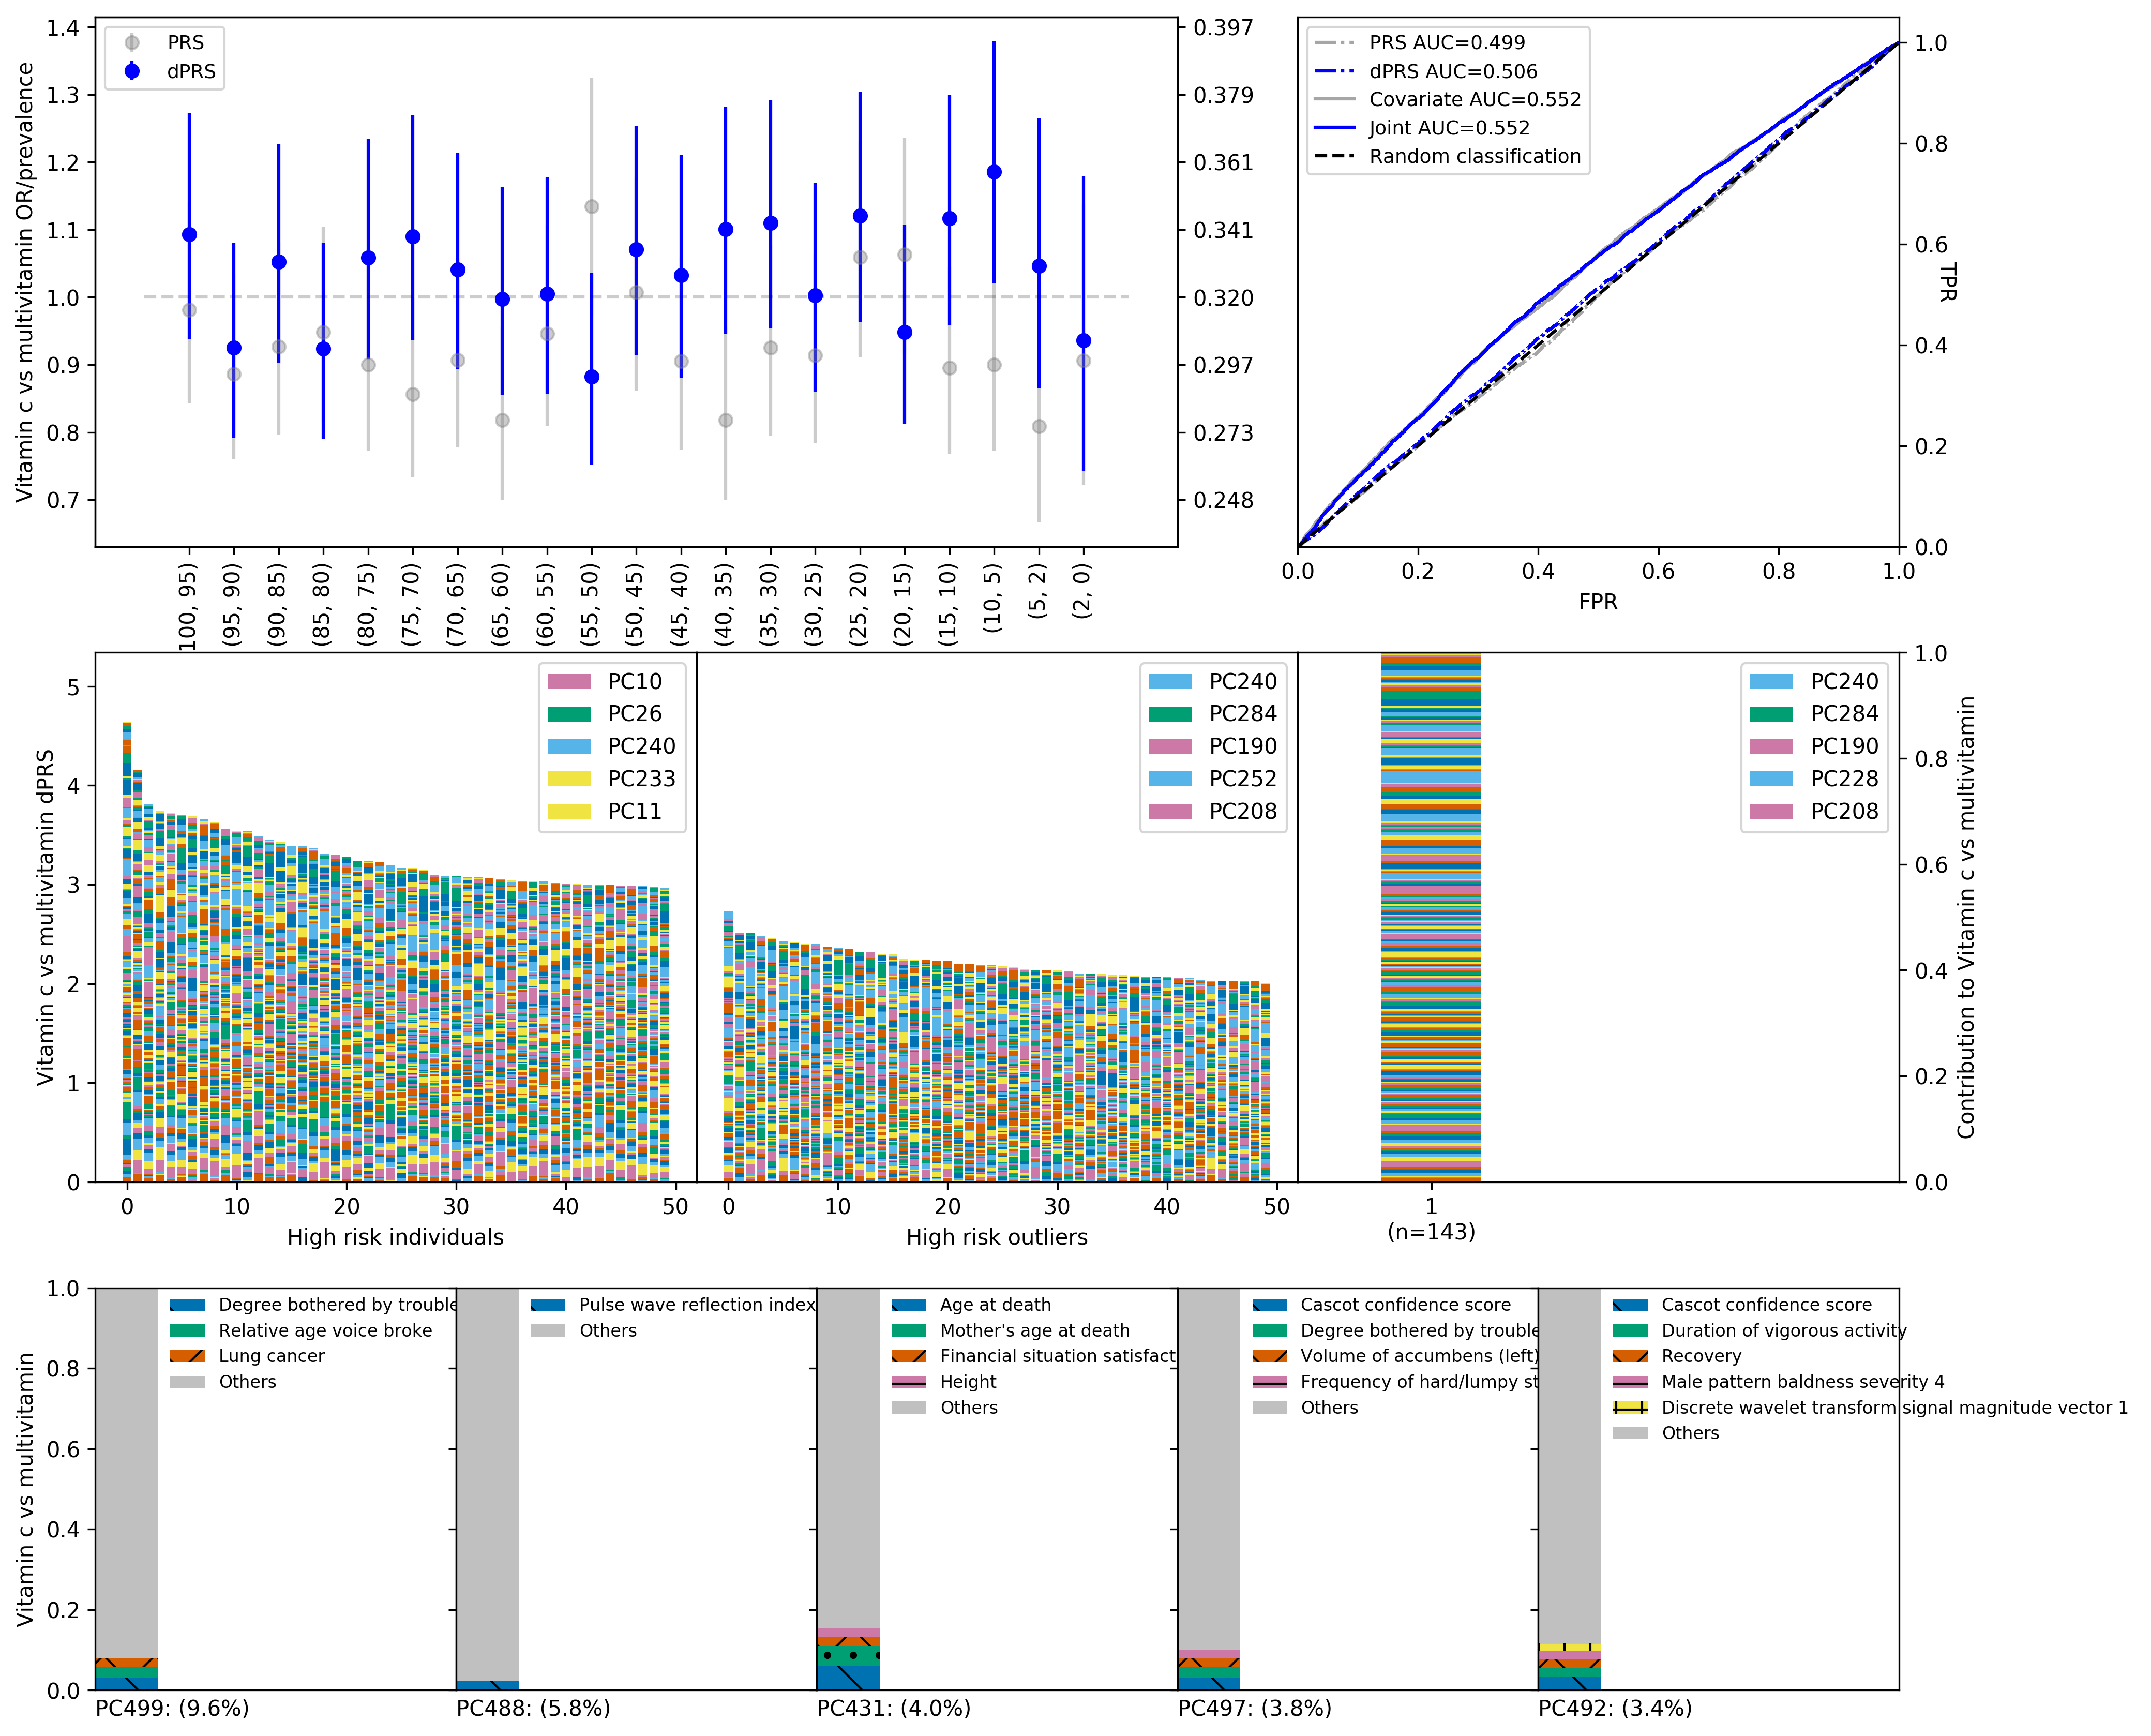 Vitamin c vs multivitamin OR/prevalence
1.4
1.3
1.2
1.1
1.0
0.9
0.8
0.7
PRS
dPRS
0.397
0.379
0.361
0.341
0.320
0.297
0.273
0.248
100, 95)
(95, 90)
(90, 85)
(85, 80)
(80, 75)
(75, 70)
(70, 65)
(65, 60)
(60, 55)
(55, 50)
(50, 45)
(45, 40)
(40, 35)
(35, 30)
(30, 25)
(25, 20)
(20, 15)
(15, 10)
(10, 5)
(5, 2)
(2, 0)
PRS AUC=0.499
dPRS AUC=0.506
Covariate AUC=0.552
Joint AUC=0.552
Random classification
1.0
0.8
0.6
0.4
0.2
0.0
TPR
0.0
0.2
0.4
0.6
0.8
1.0
FPR
Vitamin c vs multivitamin dPRS
5
4
3
2
1
0
PC10
PC26
PC240
PC233
PC11
0
10
20
30
40
50
High risk individuals
PC240
PC284
PC190
PC252
PC208
0
10
20
30
40
50
High risk outliers
PC240
PC284
PC190
PC228
PC208
1
(n=143)
1.0
0.8
0.6
0.4
0.2
0.0
Contribution to Vitamin c vs multivitamin
Vitamin c vs multivitamin
1.0
0.8
0.6
0.4
0.2
0.0
Degree bothered by trouble
Relative age voice broke
Lung cancer
Others
PC499: (9.6%)
Pulse wave reflection index
Others
PC488: (5.8%)
Age at death
Mother's age at death
Financial situation satisfact
Height
Others
PC431: (4.0%)
Cascot confidence score
Degree bothered by trouble
Volume of accumbens (left)
Frequency of hard/lumpy st
Others
PC497: (3.8%)
Cascot confidence score
Duration of vigorous activity
Recovery
Male pattern baldness severity 4
Discrete wavelet transform signal magnitude vector 1
Others
PC492: (3.4%)